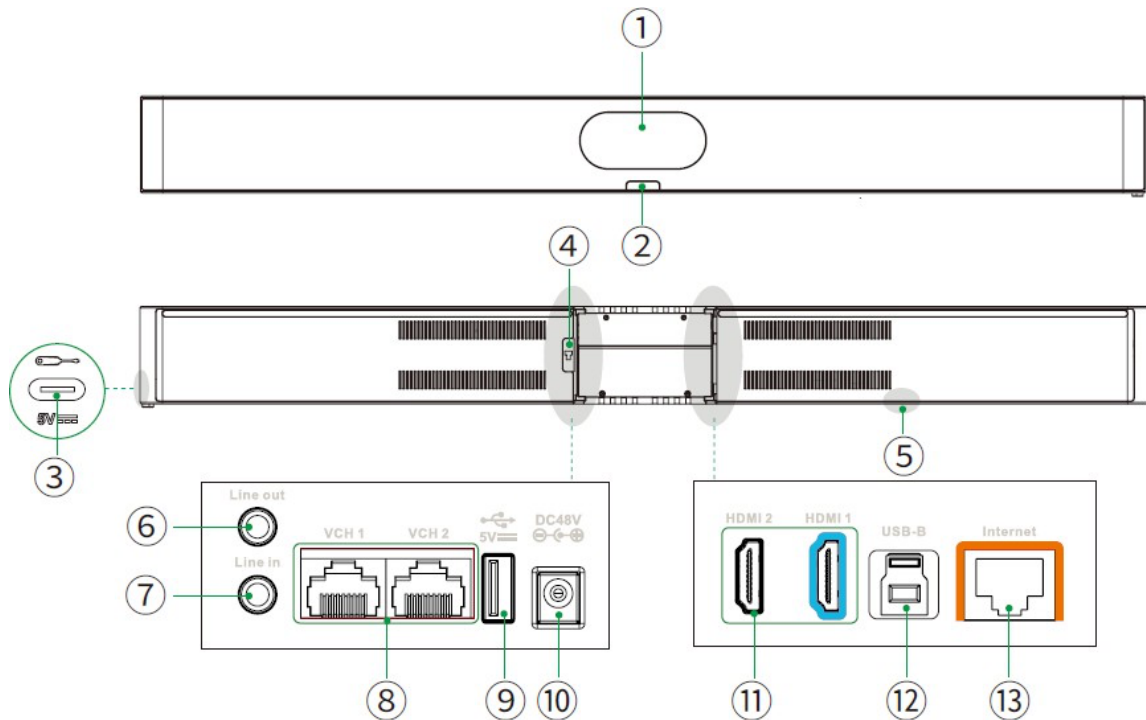 ①
②
④
5V
③
⑤
Line out
⑥
VCH 1 VCH 2
5V
DC48V
Line in
⑦
⑧
⑨
⑩
HDMI 2 HDMI 1
USB-B
Internet
⑪
⑫
⑬